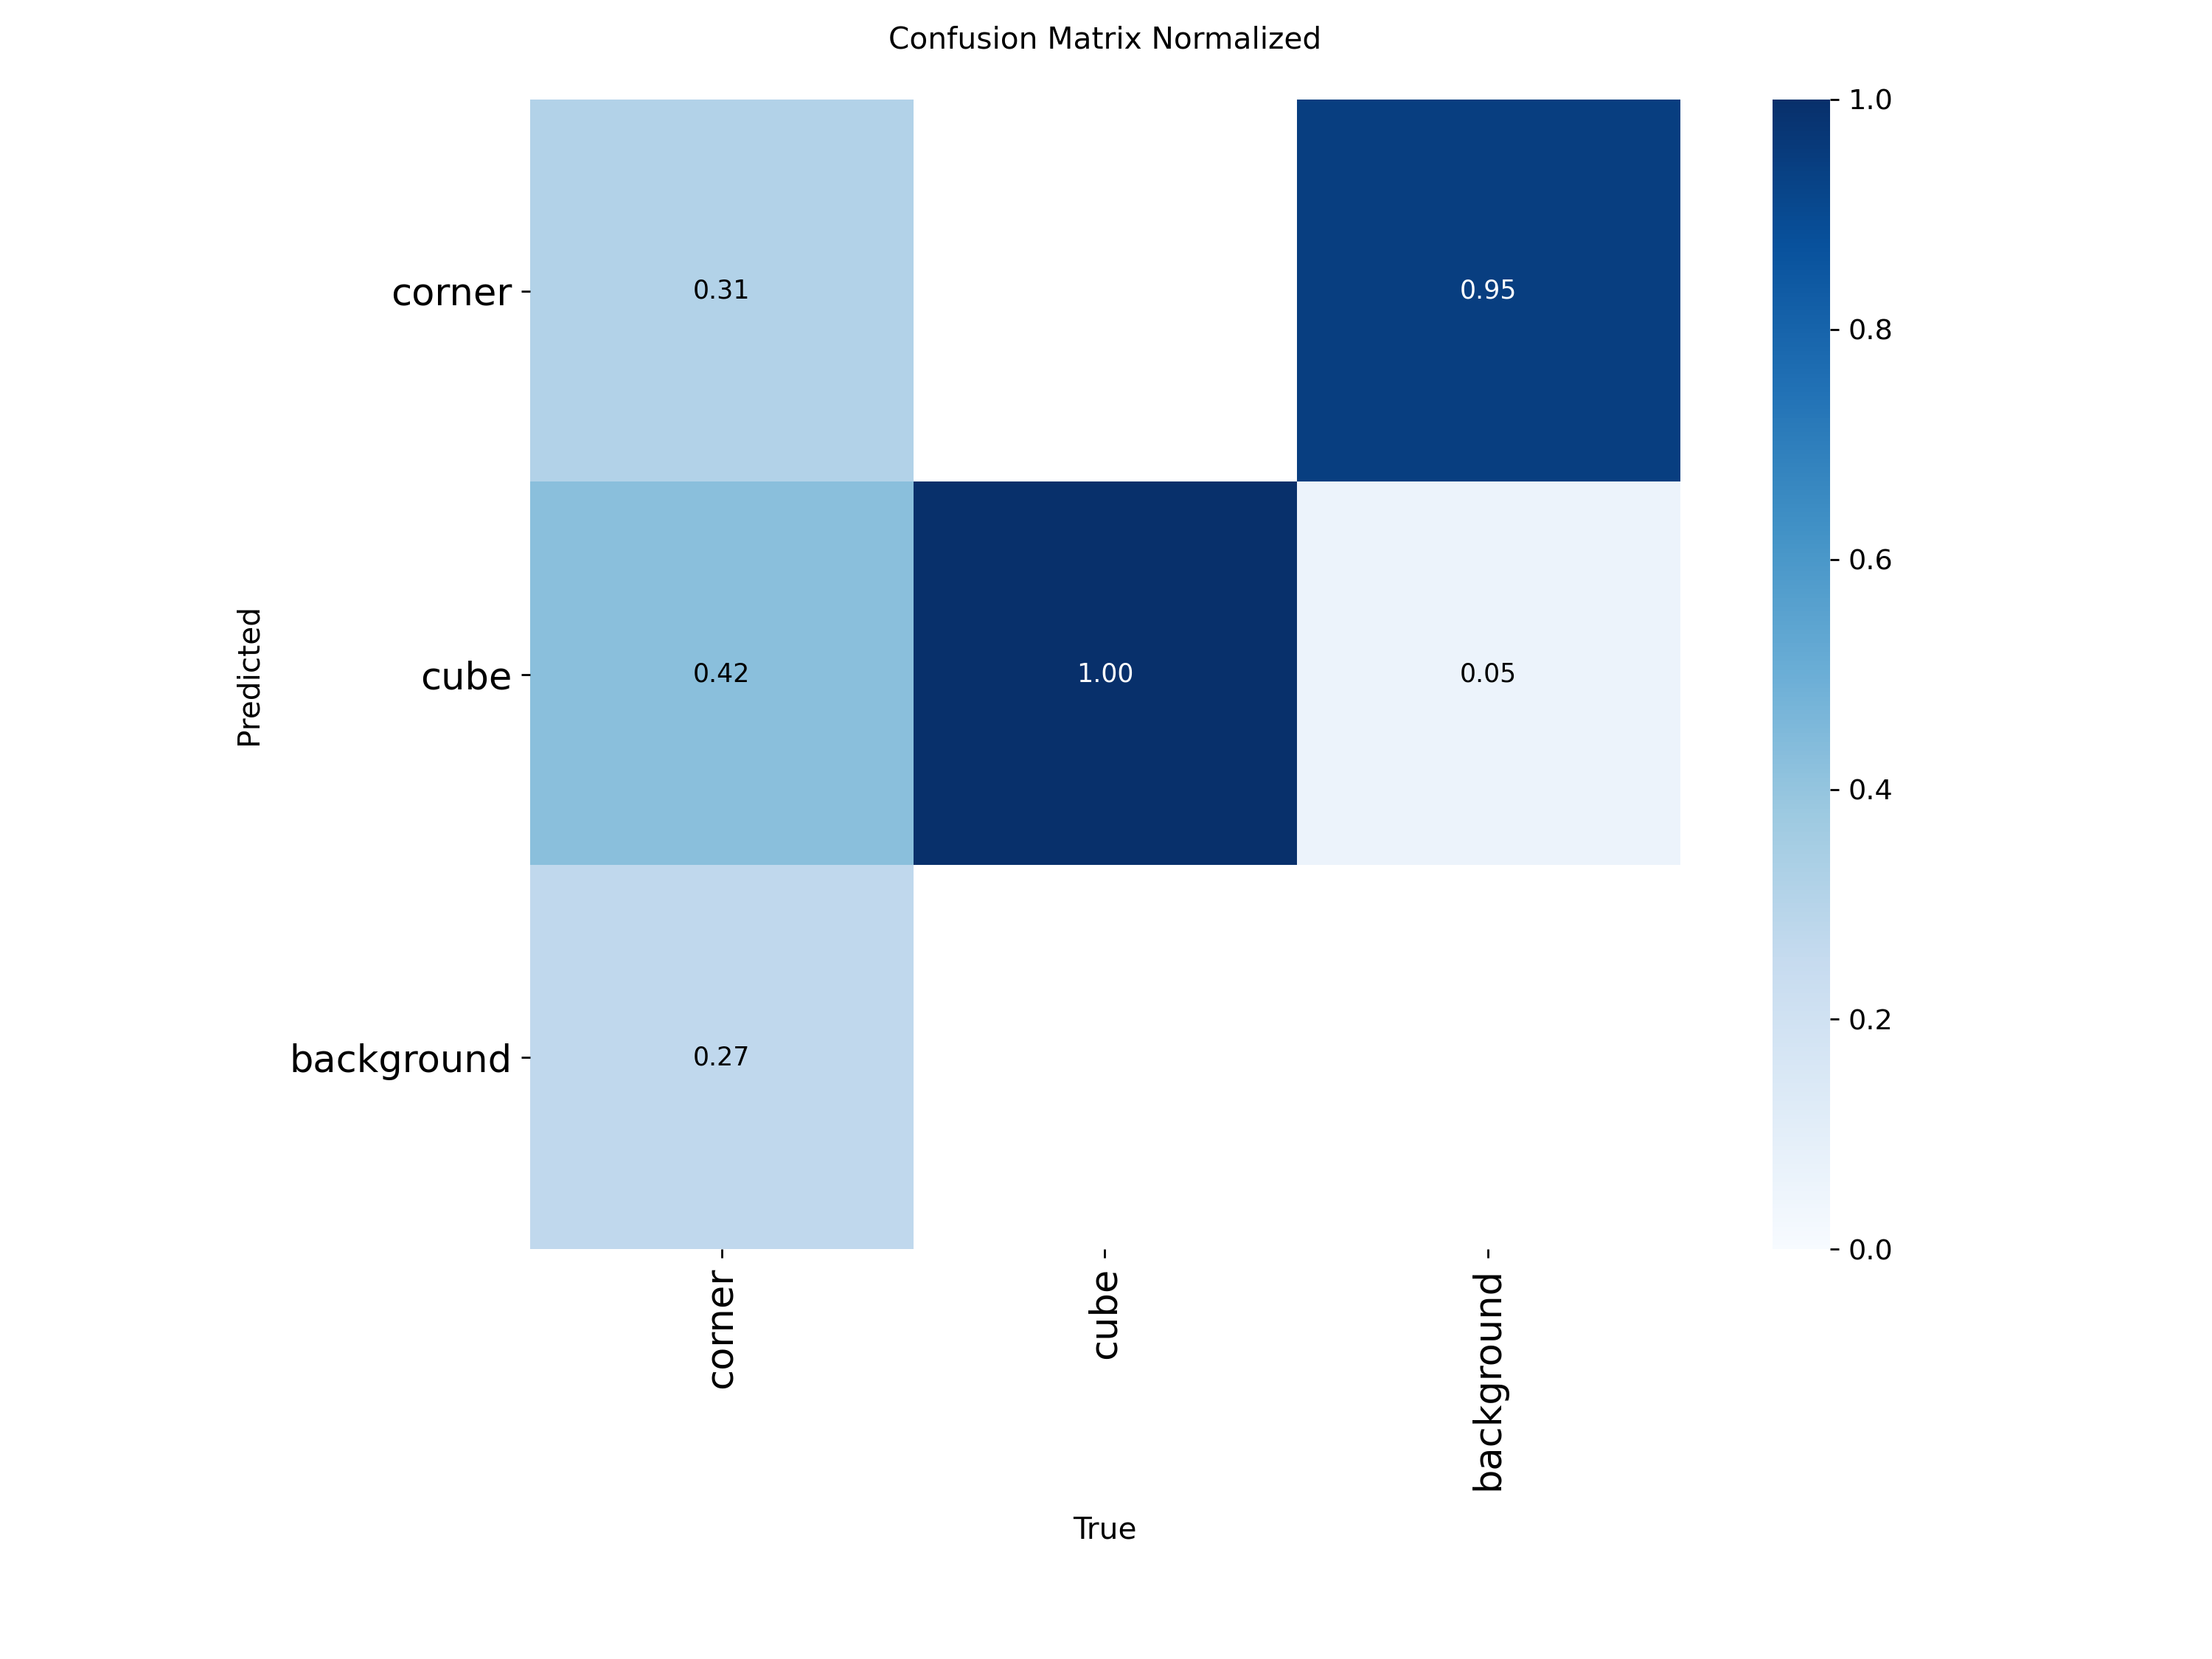 Confusion Matrix Normalized
Predicted
corner
cube
background
0.31
0.95
0.42
1.00
0.05
0.27
corner
cube
background
True
1.0
0.8
0.6
0.4
0.2
0.0